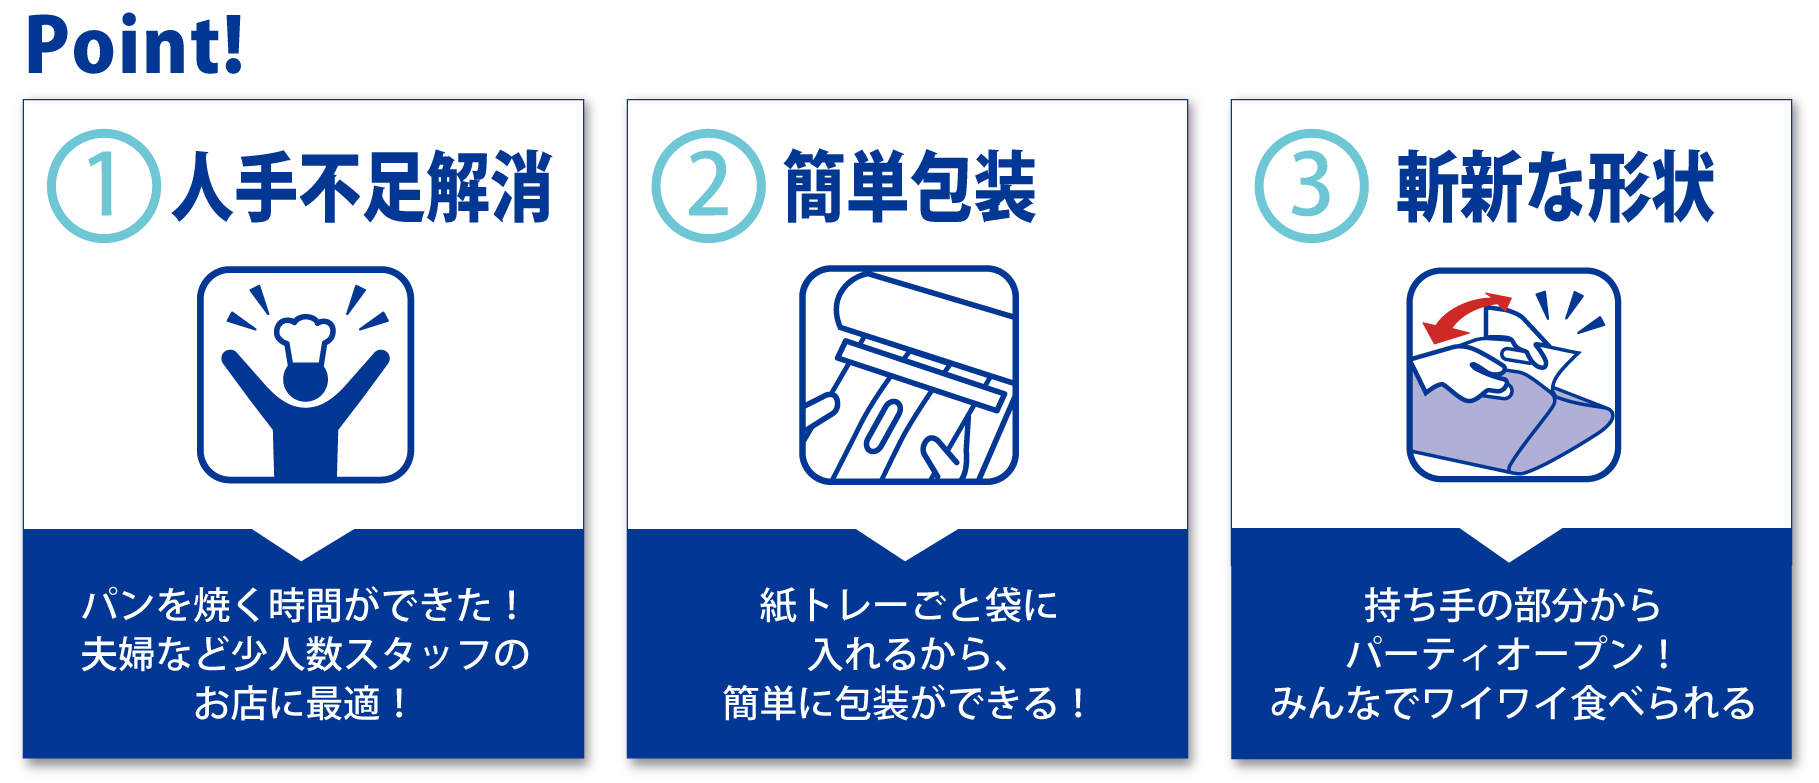 Point!
1 人手不足解消
パンを焼く時間ができた！
夫婦など少人数スタッフの
お店に最適！
2 簡単包装
紙トレーごと袋に
入れるから、
簡単に包装ができる！
3 斬新な形状
持ち手の部分から
パーティオープン！
みんなでワイワイ食べられる